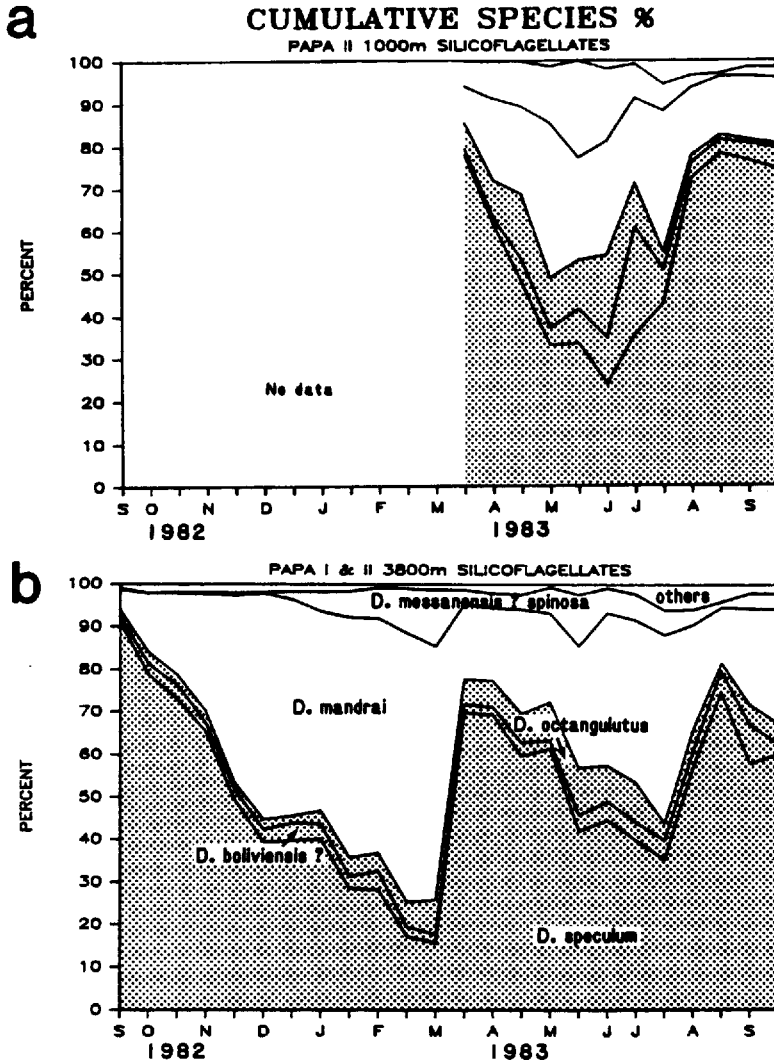 a
CUMULATIVE SPECIES %
PAPA II 1000m SILICOFLAGELLATES
100
90
80
70
60
50
40
30
20
10
0
PERCENT
No data
S O N D J F M A M J J A S
1982 1983
b
PAPA I & II 3800m SILICOFLAGELLATES
100
90
80
70
60
50
40
30
20
10
0
PERCENT
others
D. messanensis ? spinosa
D. mandrai
D. octangulutus
D. boliviensis ?
D. speculum
S O N D J F M A M J J A S
1982 1983